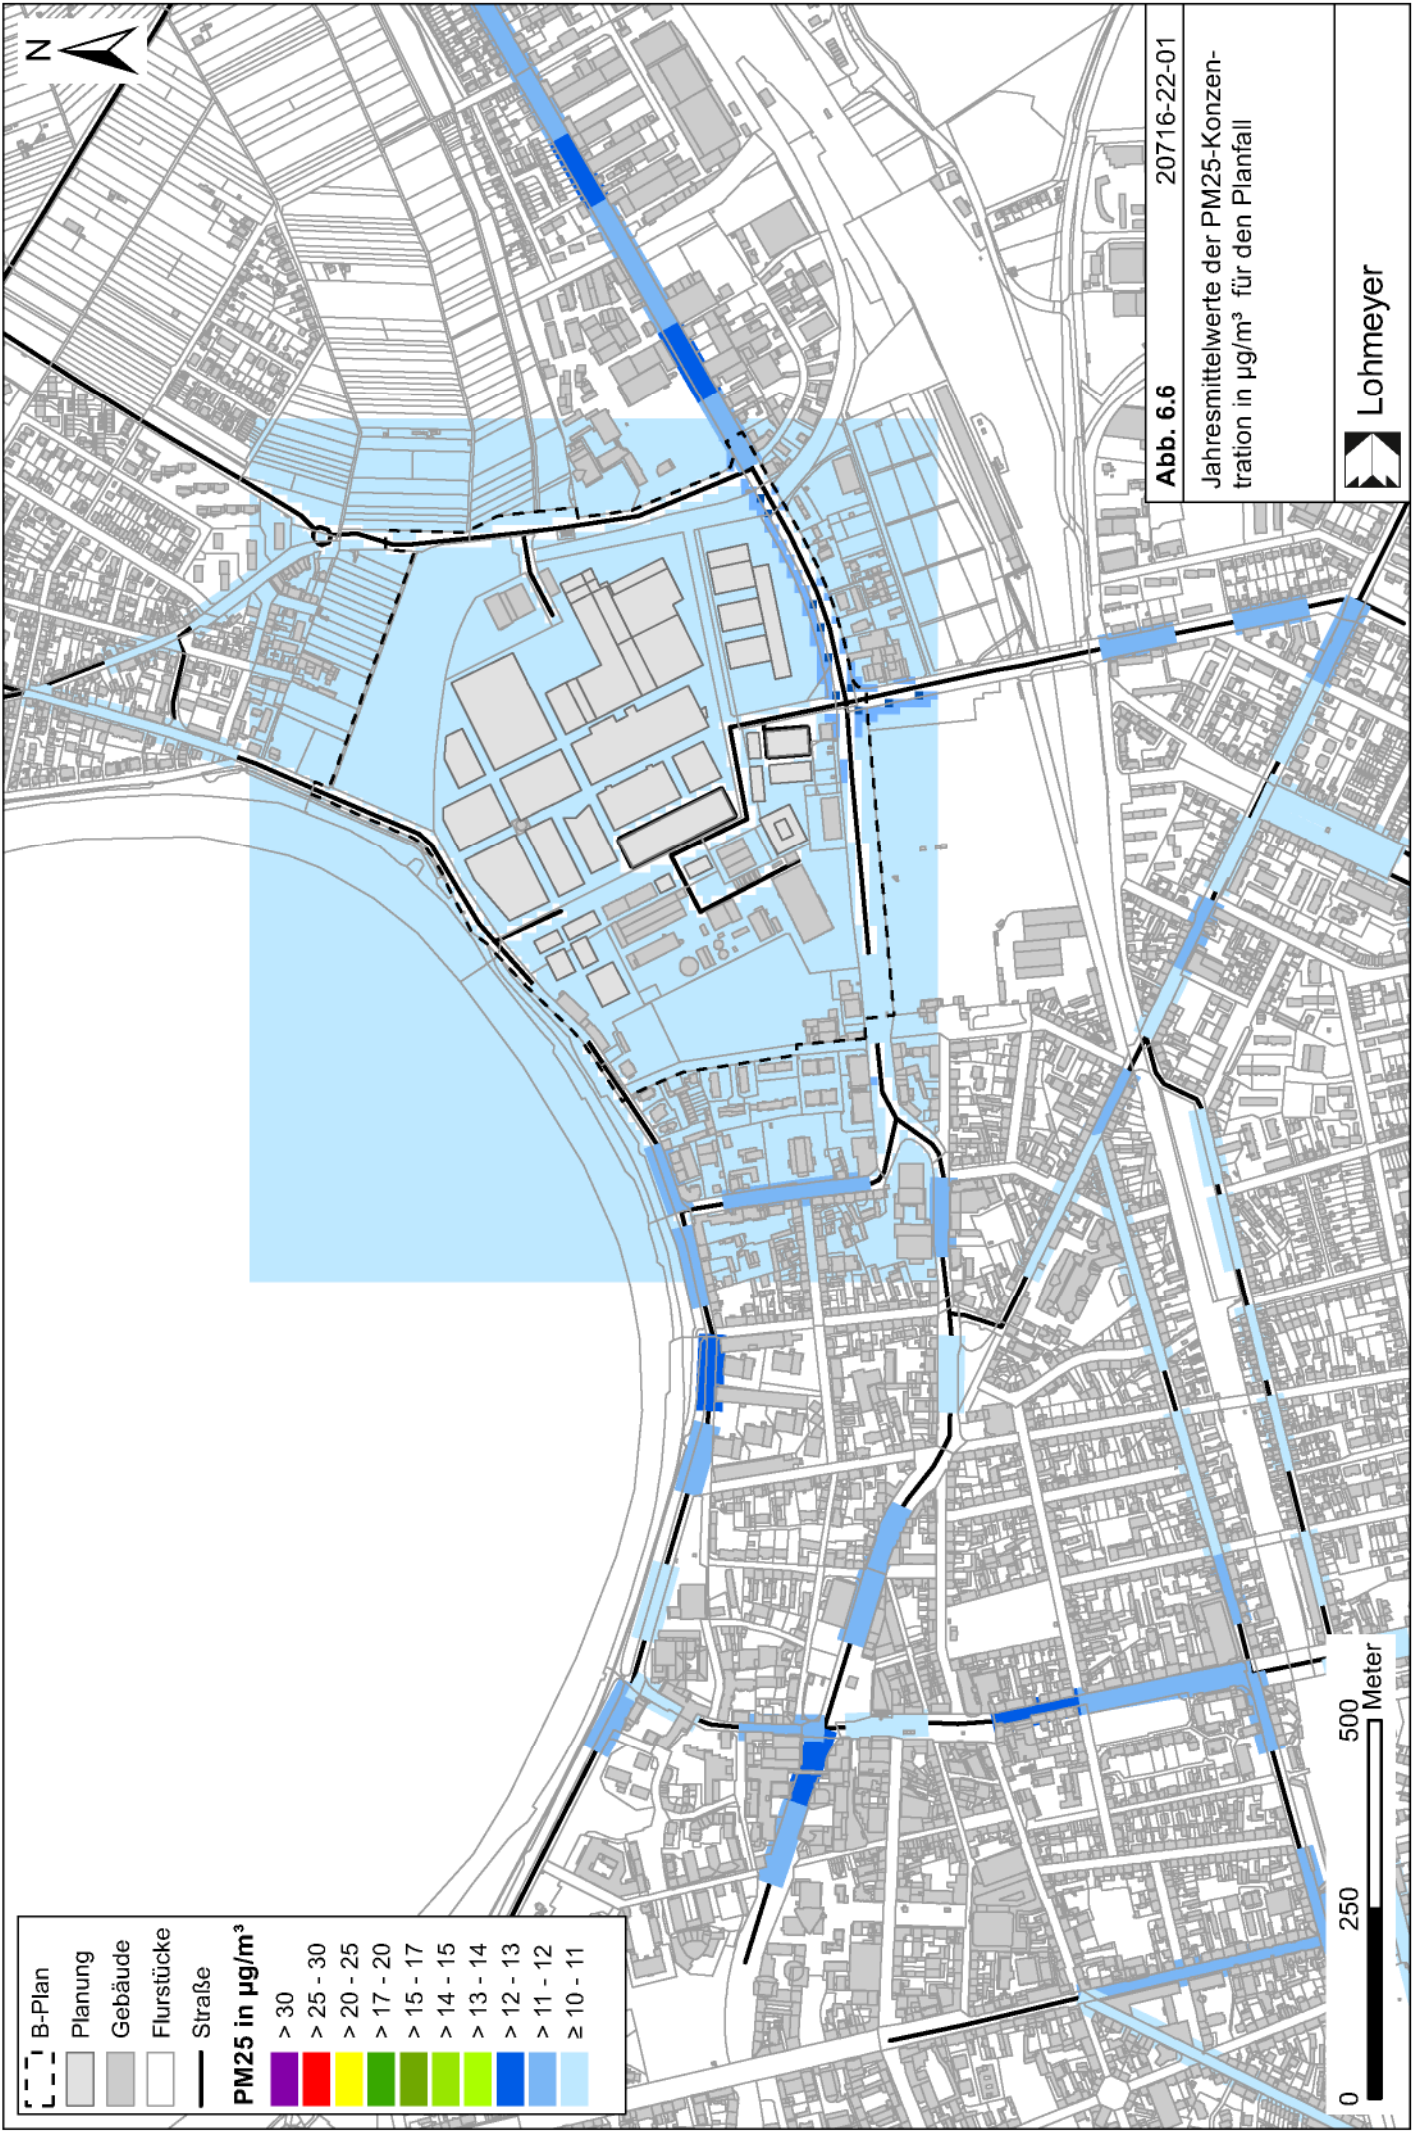 N
B-Plan
Planung
Gebäude
Flurstücke
Straße
PM25 in µg/m³
> 30
> 25 - 30
> 20 - 25
> 17 - 20
> 15 - 17
> 14 - 15
> 13 - 14
> 12 - 13
> 11 - 12
≥ 10 - 11
0 250 500
Meter
Abb. 6.6 20716-22-01
Jahresmittelwerte der PM25-Konzen-
tration in µg/m³ für den Planfall
Lohmeyer